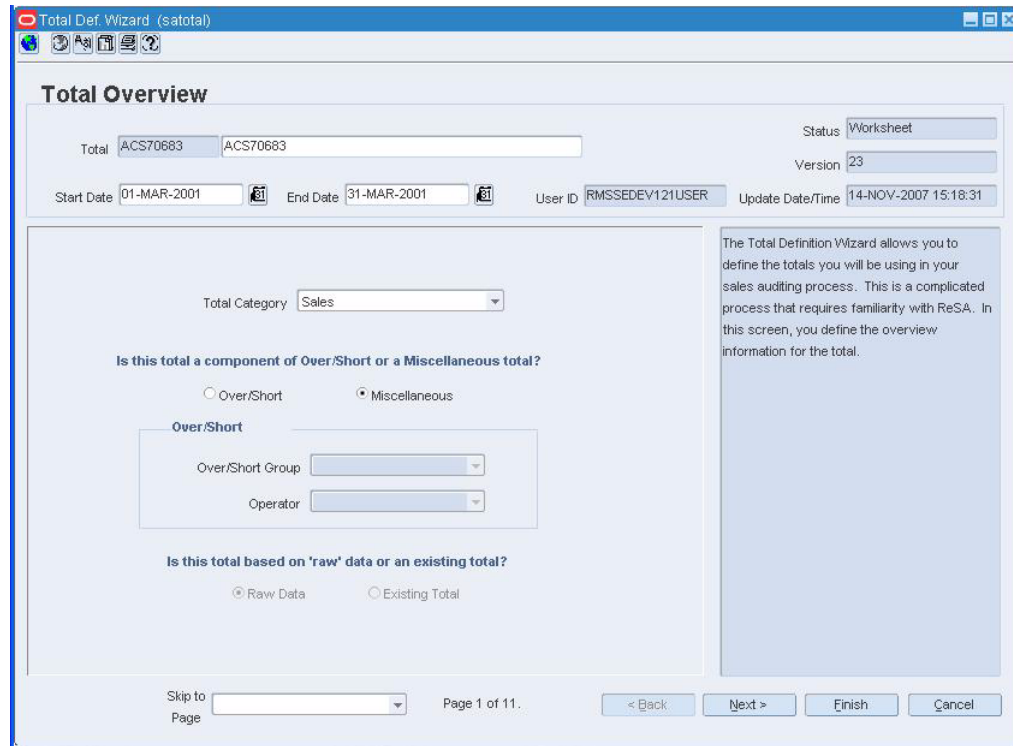 Total Def. Wizard (satotal)
Total Overview
Total ACS70683 ACS70683
Status Worksheet
Version 23
Start Date 01-MAR-2001 31 End Date 31-MAR-2001 31 User ID RMSSEDEV121USER Update Date/Time 14-NOV-2007 15:18:31
Total Category Sales
Is this total a component of Over/Short or a Miscellaneous total?
Over/Short Miscellaneous
Over/Short
Over/Short Group
Operator
Is this total based on 'raw' data or an existing total?
Raw Data Existing Total
The Total Definition Wizard allows you to
define the totals you will be using in your
sales auditing process. This is a complicated
process that requires familiarity with ReSA. In
this screen, you define the overview
information for the total.
Skip to
Page
Page 1 of 11.
< Back Next > Finish Cancel